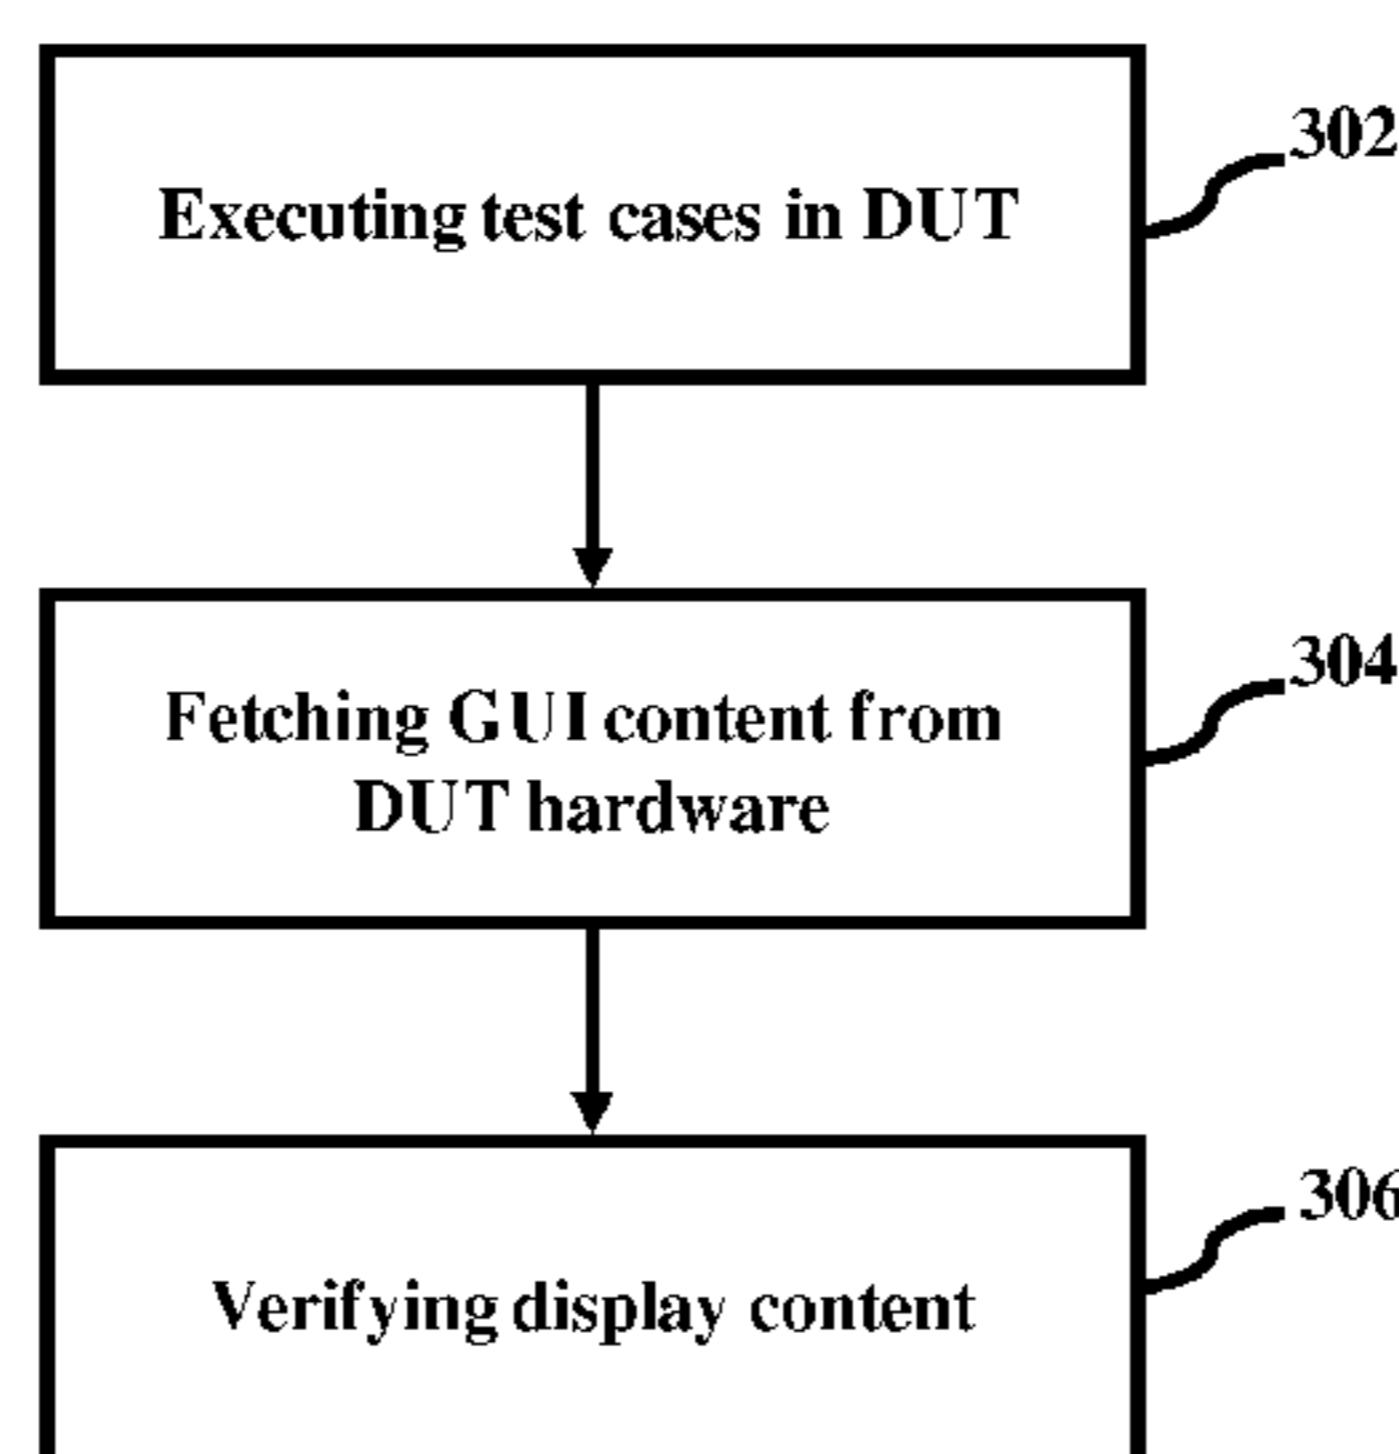 302
Executing test cases in DUT
304
Fetching GUI content from
DUT hardware
306
Verifying display content